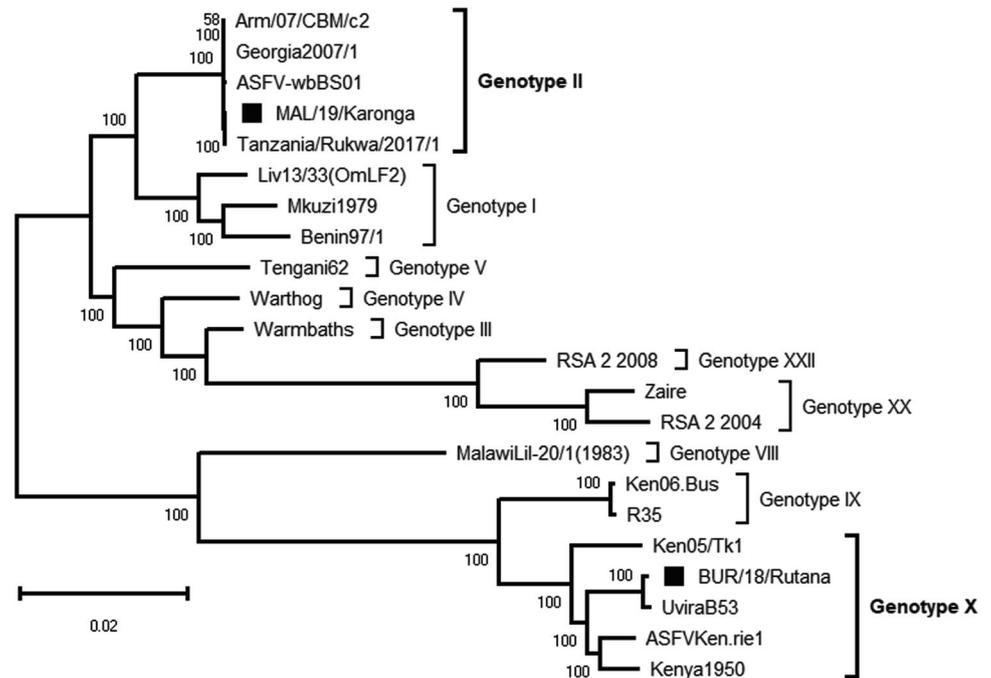 58
Arm/07/CBM/c2
100
100
Georgia2007/1
ASFV-wbBS01
Genotype II
MAL/19/Karonga
100
100
Tanzania/Rukwa/2017/1
Liv13/33(OmLF2)
100
Mkuzi1979
Genotype I
100
Benin97/1
Tengani62
Genotype V
100
Warthog
Genotype IV
100
Warmbaths
Genotype III
100
RSA 2 2008
Genotype XXII
100
Zaire
Genotype XX
100
RSA 2 2004
MalawiLil-20/1(1983)
Genotype VIII
100
100
Ken06.Bus
Genotype IX
R35
100
Ken05/Tk1
100
BUR/18/Rutana
100
UviraB53
Genotype X
100
ASFVKen.rie1
100
Kenya1950
0.02